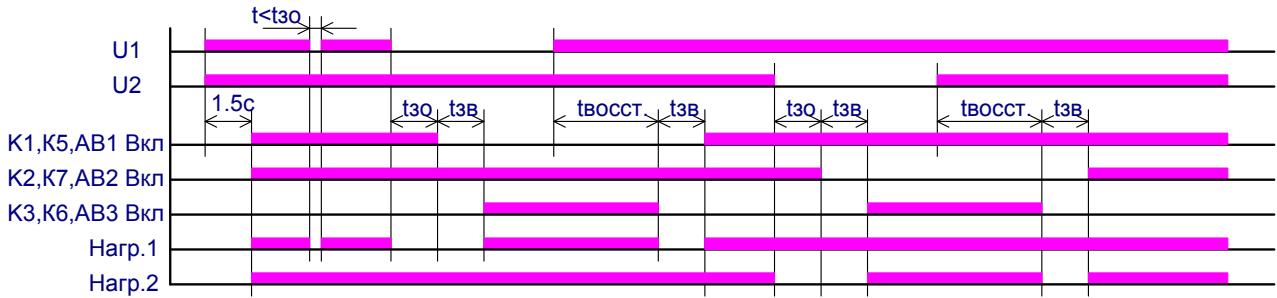 t<tзо
U1
U2
1.5с tзо tзв tвосст. tзв tзо tзв tвосст. tзв
К1,К5,АВ1 Вкл
К2,К7,АВ2 Вкл
К3,К6,АВ3 Вкл
Нагр.1
Нагр.2